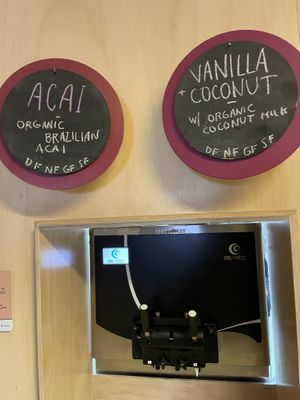 ACAI
-
ORGANIC
BRAZILIAN
ACAI
DF NF GF SF
VANILLA
+ COCONUT
-
W/ ORGANIC
COCONUT MILK
DF NF GF SF